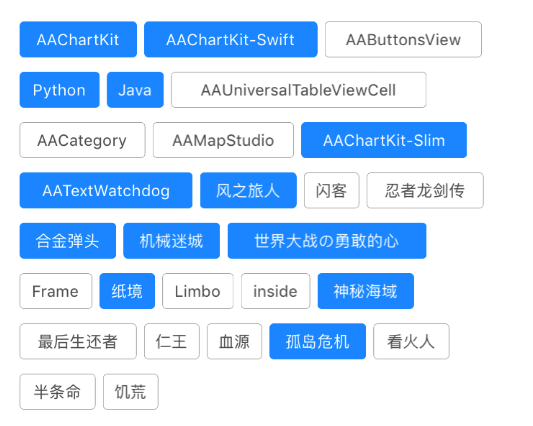 AAChartKit AAChartKit-Swift AAButtonsView
Python Java AAUniversalTableViewCell
AACategory AAMapStudio AAChartKit-Slim
AATextWatchdog 风之旅人 闪客 忍者龙剑传
合金弹头 机械迷城 世界大战の勇敢的心
Frame 纸境 Limbo inside 神秘海域
最后生还者 仁王 血源 孤岛危机 看火人
半条命 饥荒